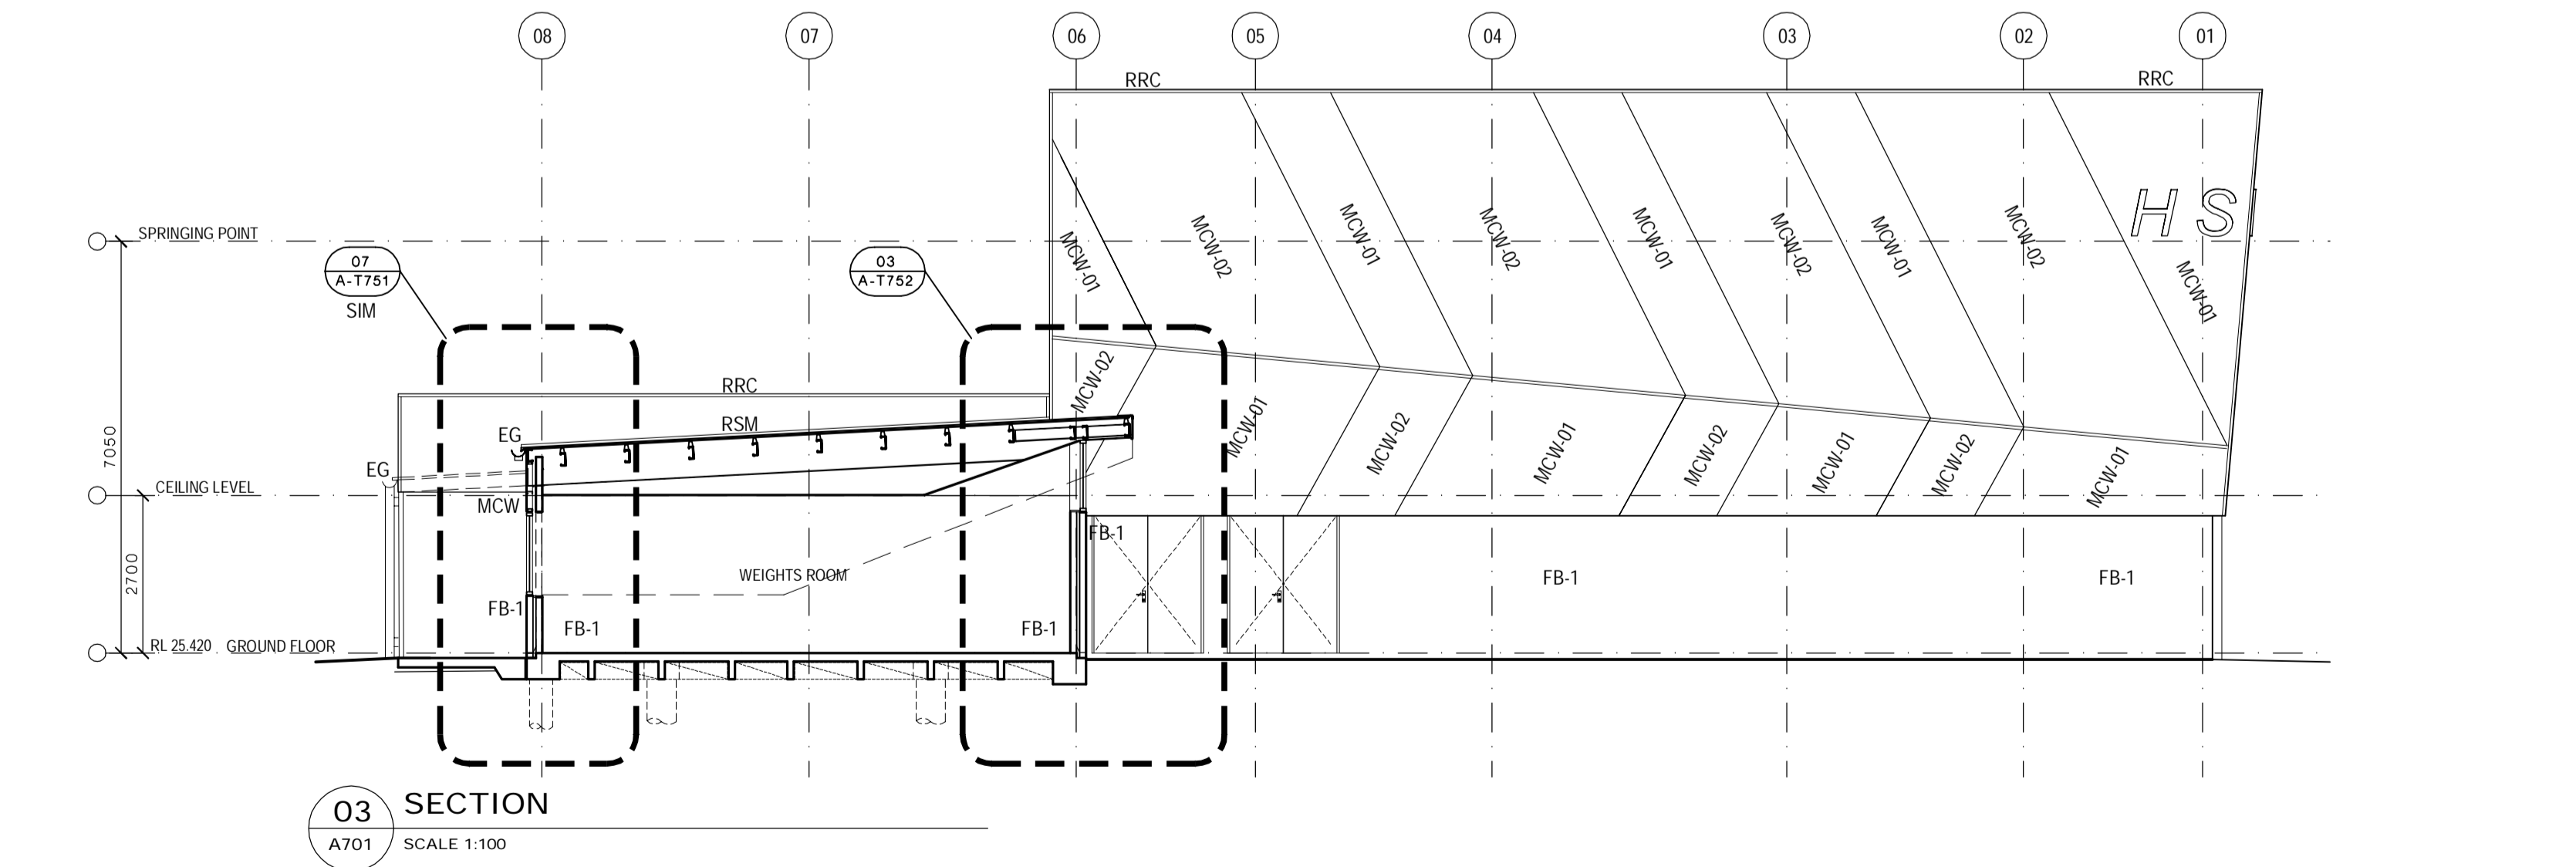 08
07
06
05
04
03
02
01
RRC
RRC
H S
SPRINGING POINT
07
A-T751
SIM
03
A-T752
MCW-01
MCW-02
MCW-01
MCW-02
MCW-01
MCW-02
MCW-01
MCW-02
MCW-01
RRC
RSM
EG
EG
MCW-02
MCW-01
MCW-02
MCW-01
MCW-02
MCW-01
MCW-02
MCW-01
7050
CEILING LEVEL
MCW
FB-1
2700
WEIGHTS ROOM
FB-1
FB-1
FB-1
FB-1
FB-1
RL 25.420 GROUND FLOOR
03
A701
SECTION
SCALE 1:100